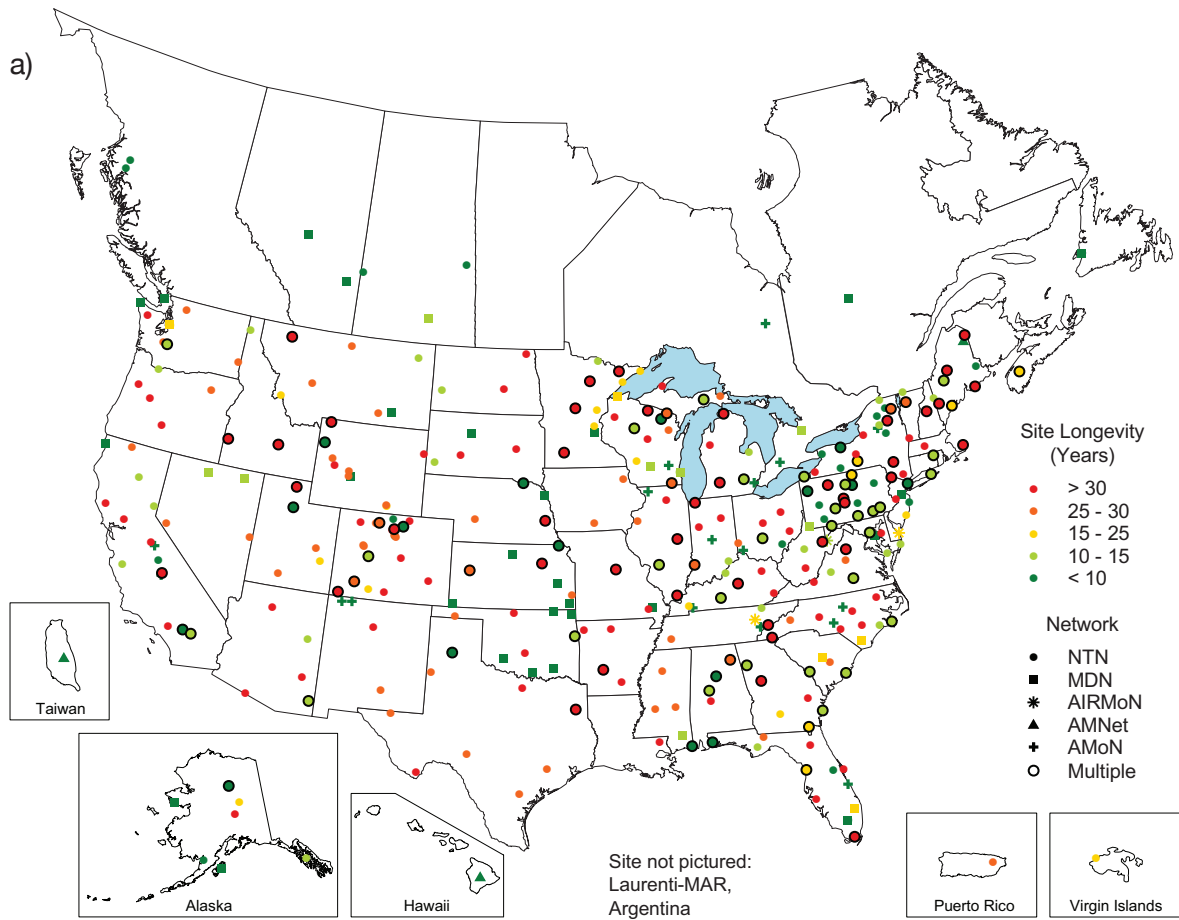 a)
Site Longevity
(Years)
> 30
25 - 30
15 - 25
10 - 15
< 10
Network
NTN
MDN
AIRMoN
AMNet
AMoN
Multiple
Taiwan
Alaska
Hawaii
Site not pictured:
Laurenti-MAR,
Argentina
Puerto Rico
Virgin Islands